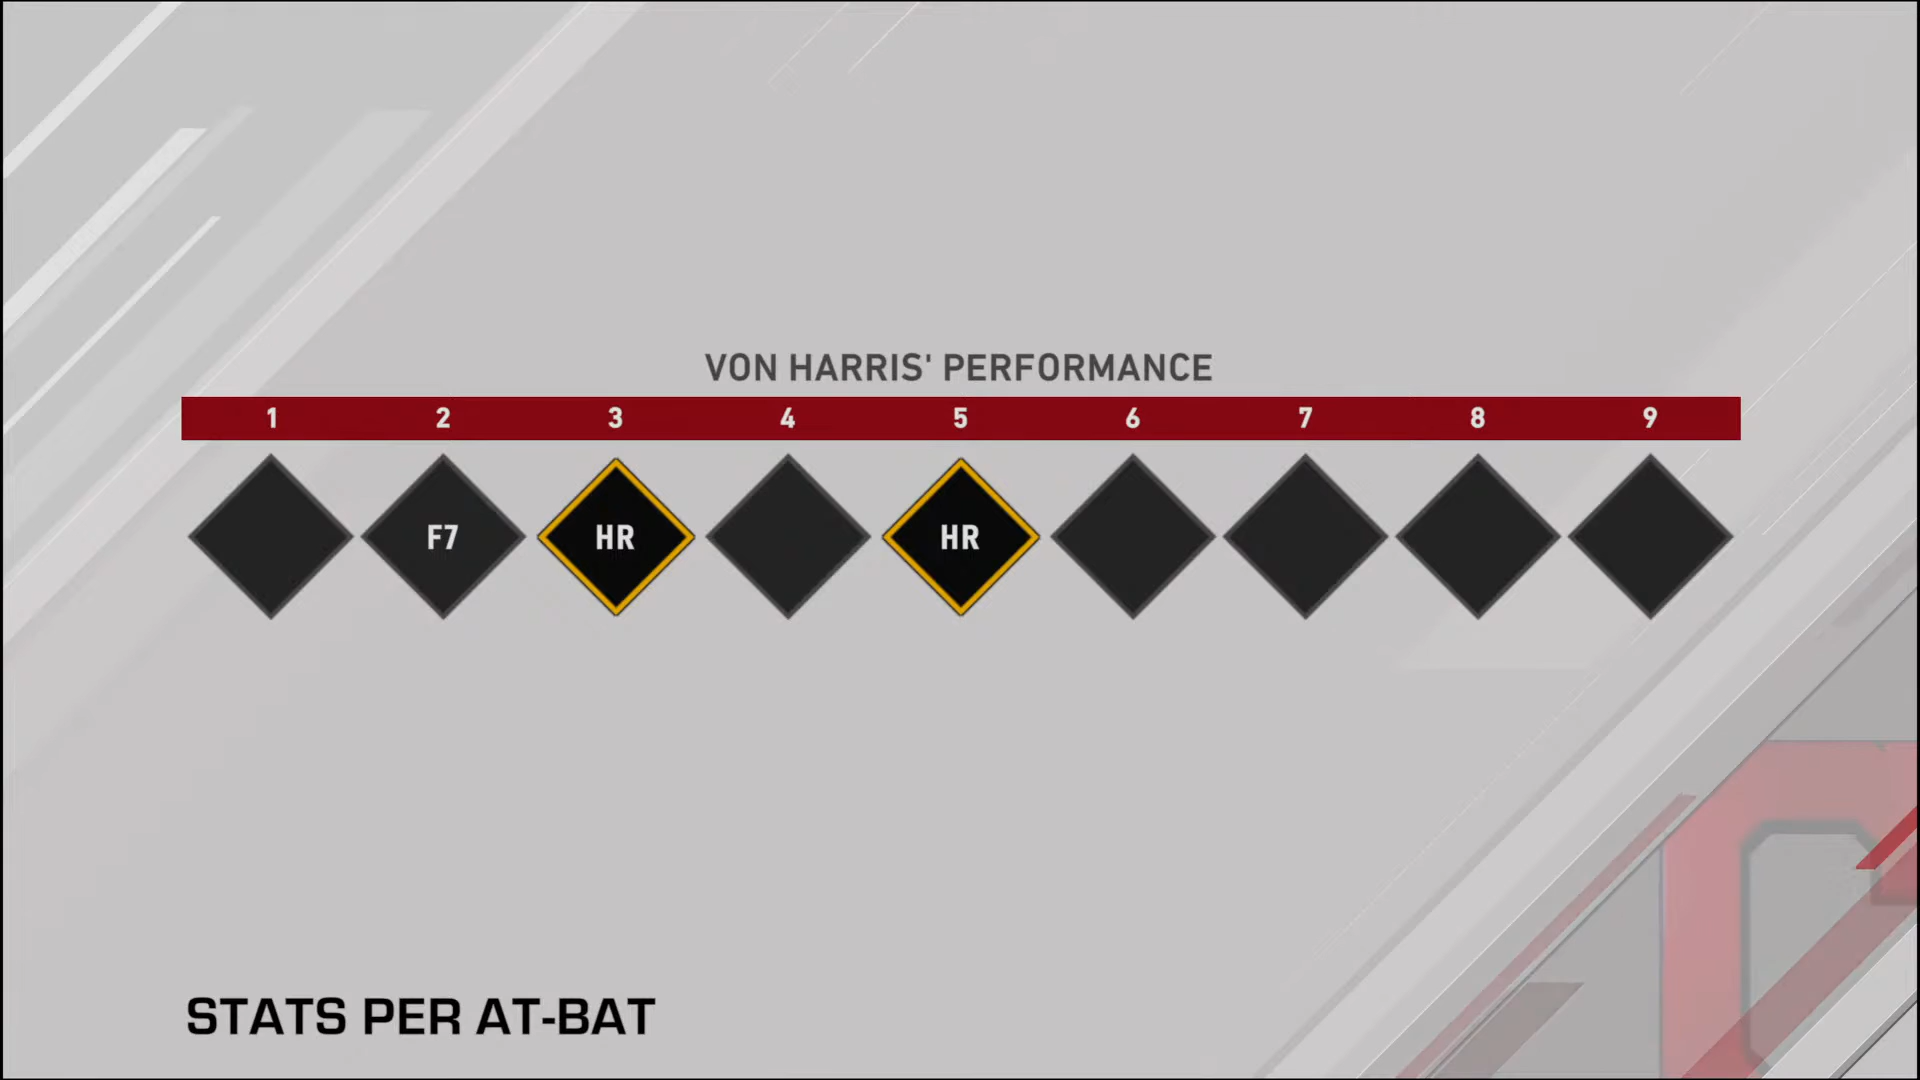 VON HARRIS' PERFORMANCE
1 2 3 4 5 6 7 8 9
F7 HR HR
STATS PER AT-BAT